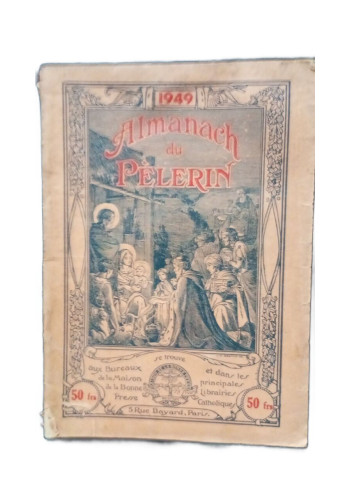 1949
Almanach
du
PÈLERIN
se trouve
aux Bureaux
de la Maison
de la Bonne
Presse
et dans les
principales
Librairies
Catholiques
50 frs
50 frs
5, Rue Bayard, Paris.